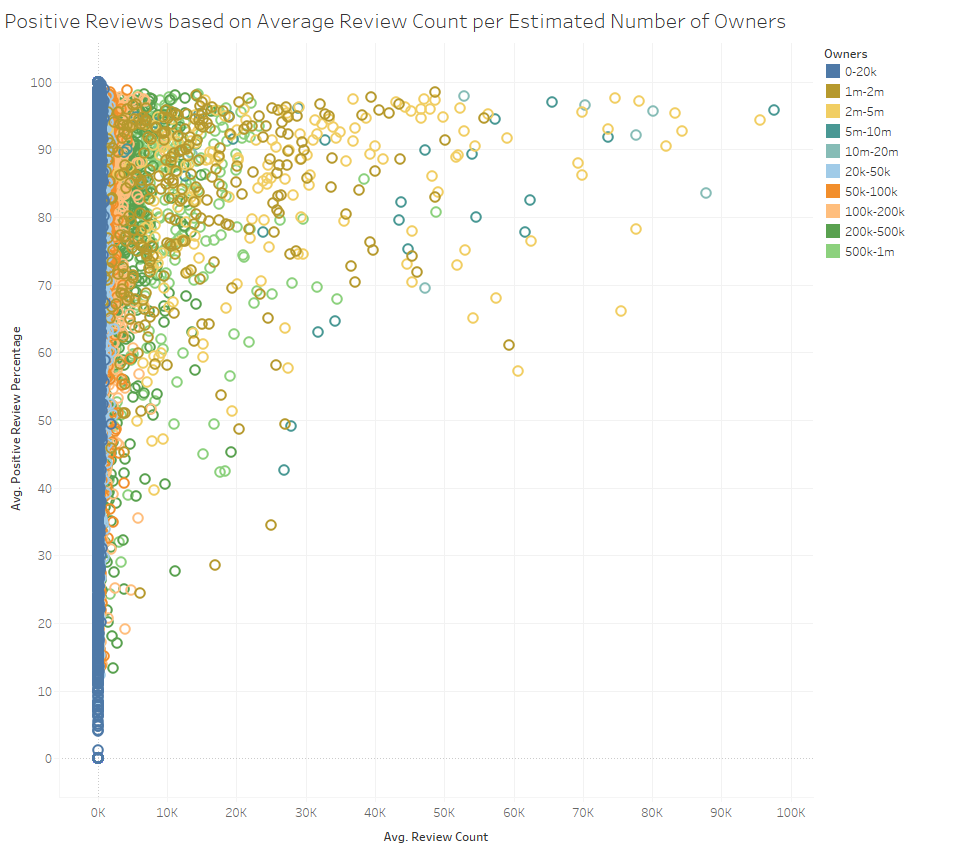 Positive Reviews based on Average Review Count per Estimated Number of Owners
Owners
0-20k
1m-2m
2m-5m
5m-10m
10m-20m
20k-50k
50k-100k
100k-200k
200k-500k
500k-1m
Avg. Positive Review Percentage
100
90
80
70
60
50
40
30
20
10
0
0K 10K 20K 30K 40K 50K 60K 70K 80K 90K 100K
Avg. Review Count